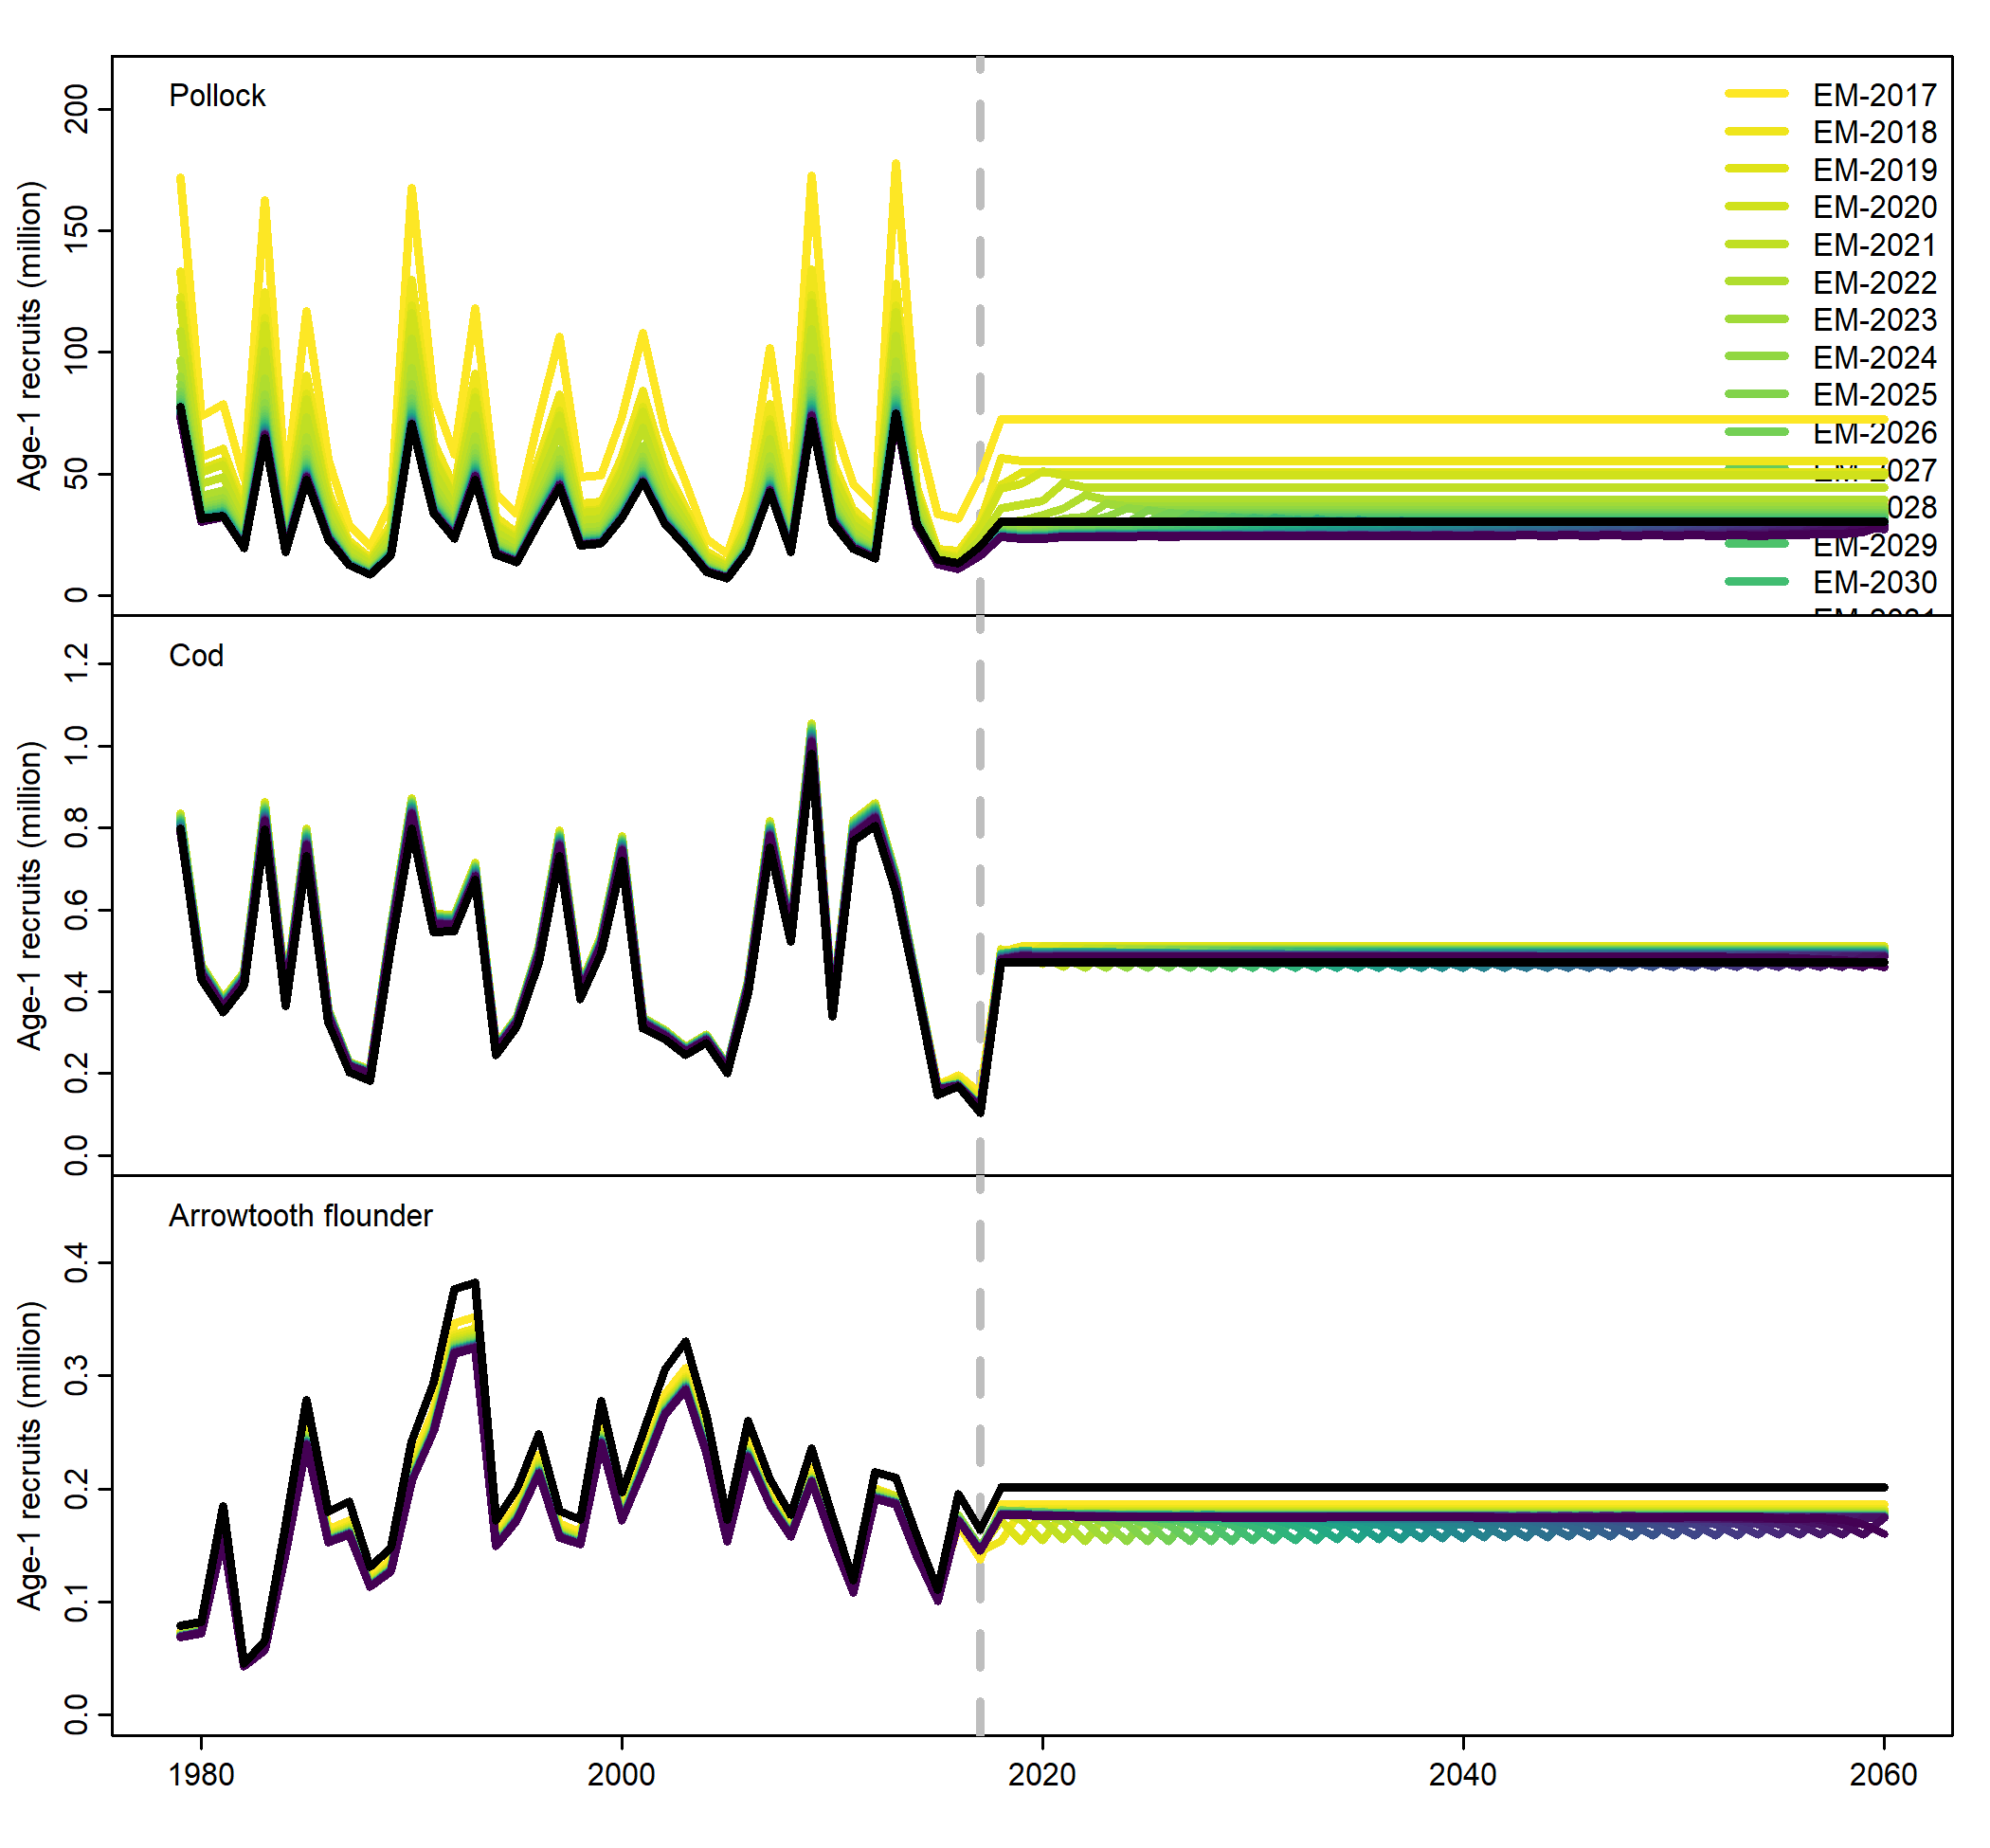 Pollock
EM-2017
EM-2018
EM-2019
EM-2020
EM-2021
EM-2022
EM-2023
EM-2024
EM-2025
EM-2026
EM-2027
028
EM-2029
EM-2030
Age-1 recruits (million)
200
150
100
50
0
Cod
Age-1 recruits (million)
1.2
1.0
0.8
0.6
0.4
0.2
0.0
Arrowtooth flounder
Age-1 recruits (million)
0.4
0.3
0.2
0.1
0.0
1980 2000 2020 2040 2060